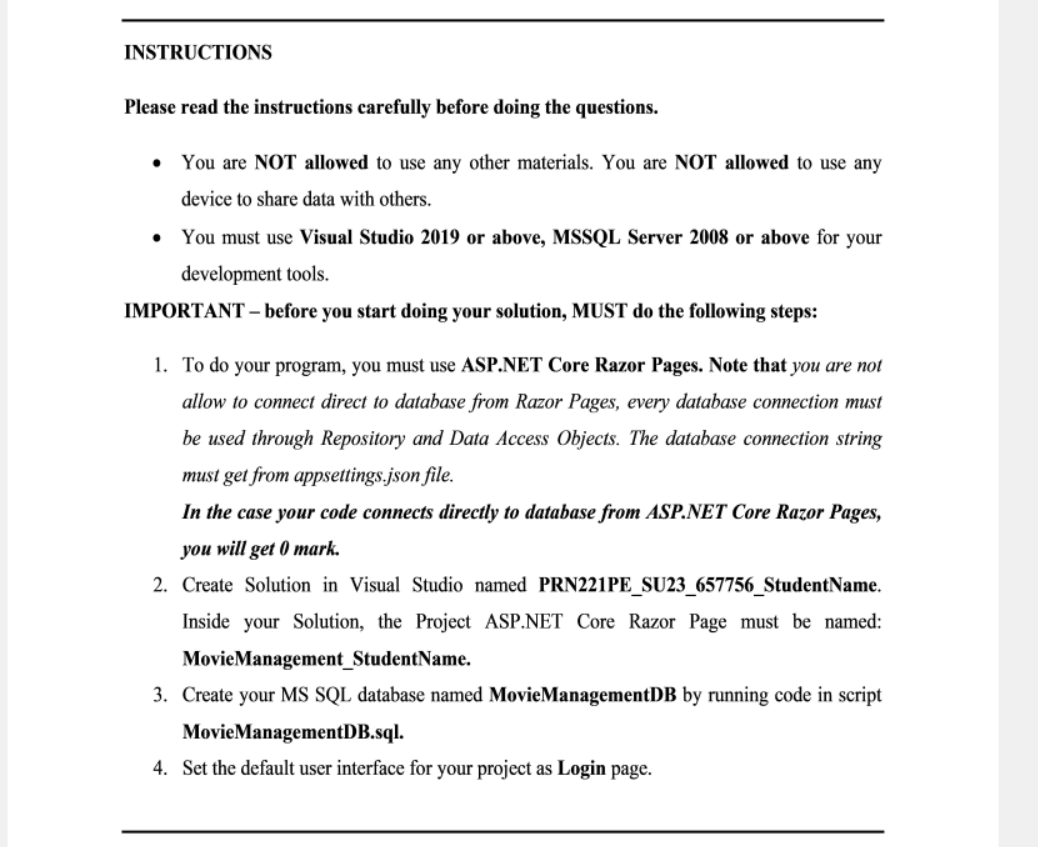 INSTRUCTIONS
Please read the instructions carefully before doing the questions.
• You are NOT allowed to use any other materials. You are NOT allowed to use any
device to share data with others.
• You must use Visual Studio 2019 or above, MSSQL Server 2008 or above for your
development tools.
IMPORTANT – before you start doing your solution, MUST do the following steps:
1. To do your program, you must use ASP.NET Core Razor Pages. Note that you are not
allow to connect direct to database from Razor Pages, every database connection must
be used through Repository and Data Access Objects. The database connection string
must get from appsettings.json file.
In the case your code connects directly to database from ASP.NET Core Razor Pages,
you will get 0 mark.
2. Create Solution in Visual Studio named PRN221PE_SU23_657756_StudentName.
Inside your Solution, the Project ASP.NET Core Razor Page must be named:
MovieManagement_StudentName.
3. Create your MS SQL database named MovieManagementDB by running code in script
MovieManagementDB.sql.
4. Set the default user interface for your project as Login page.